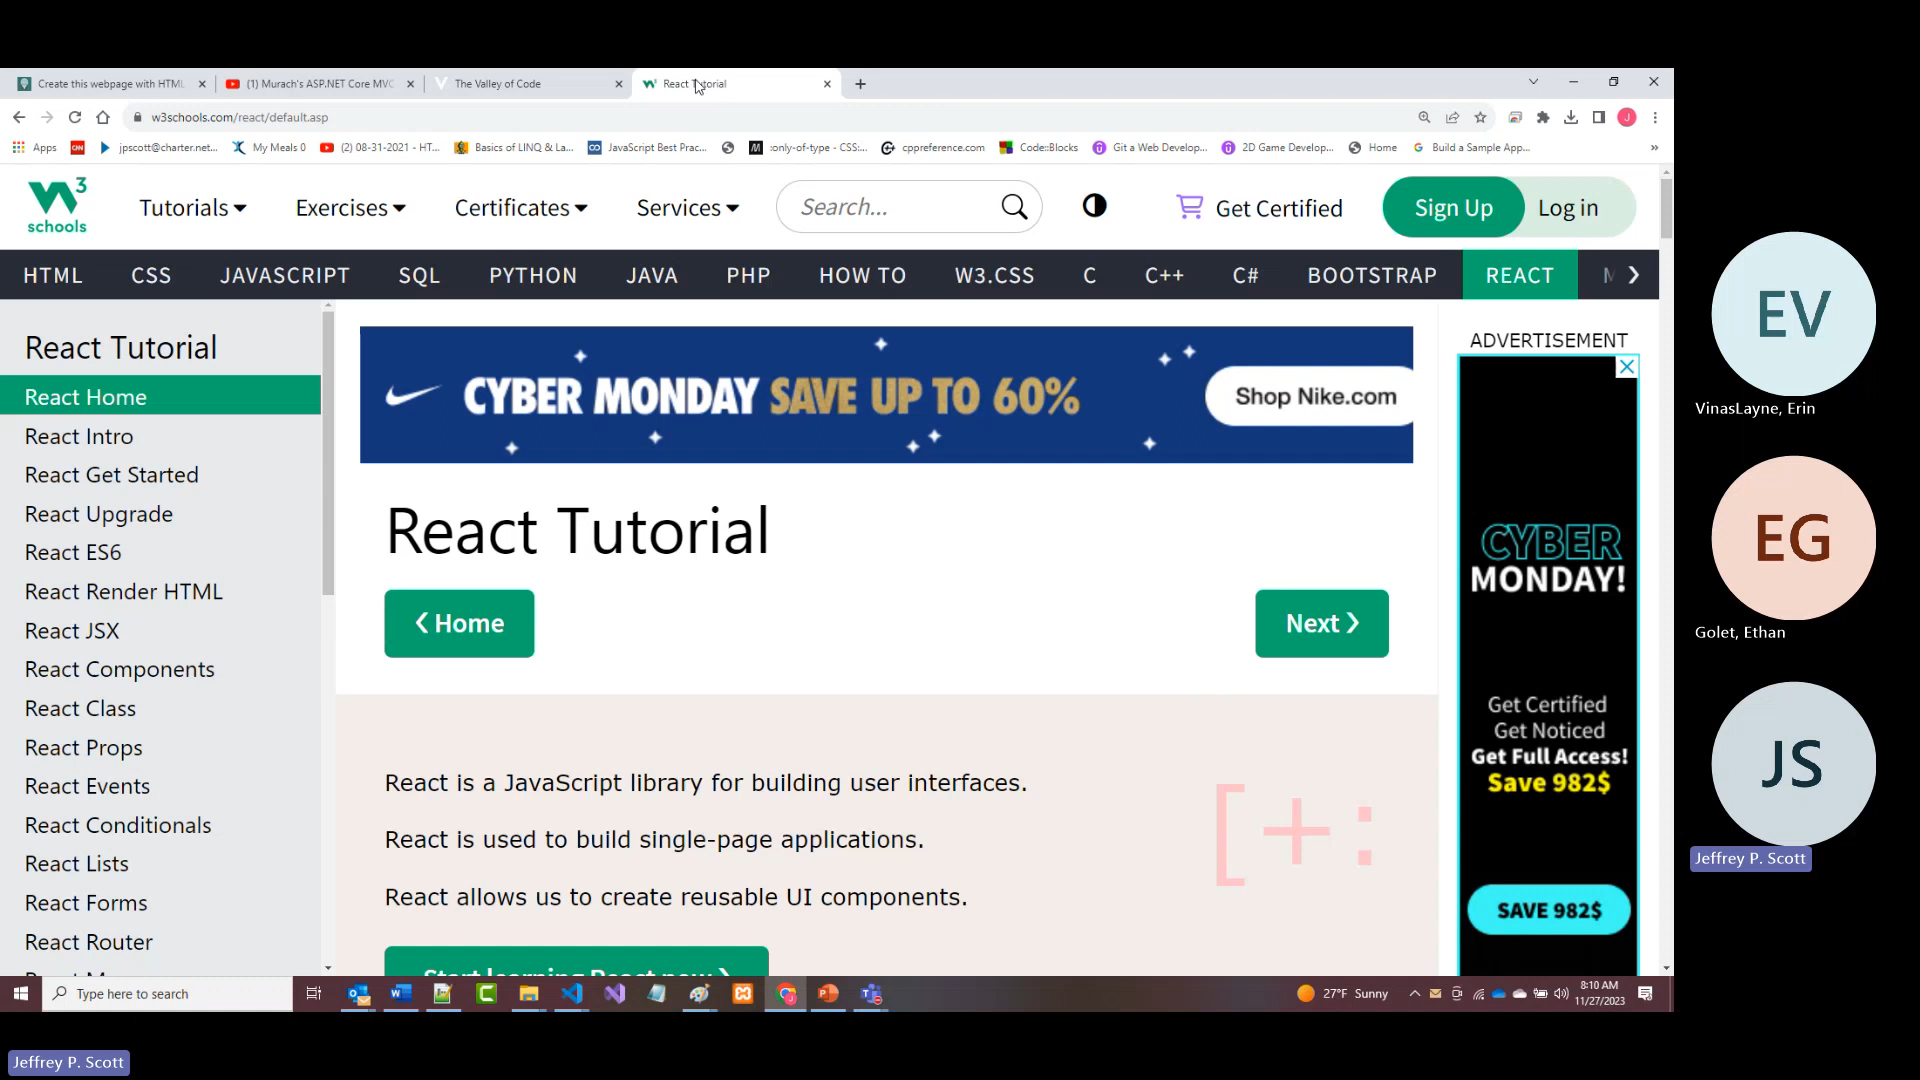 Create this webpage with HTML
(1) Murach's ASP.NET Core MVC
The Valley of Code
React Tutorial
w3schools.com/react/default.asp
J
Apps
CNN
jpscott@charter.net...
My Meals 0
(2) 08-31-2021 - HT...
Basics of LINQ & La...
JavaScript Best Prac...
M
:only-of-type - CSS:...
cppreference.com
Code::Blocks
Git a Web Develop...
2D Game Develop...
Home
Build a Sample App...
»
W3
schools
Tutorials
Exercises
Certificates
Services
Search...
Get Certified
Sign Up
Log in
HTML
CSS
JAVASCRIPT
SQL
PYTHON
JAVA
PHP
HOW TO
W3.CSS
C
C++
C#
BOOTSTRAP
REACT
M
❯
React Tutorial
React Home
React Intro
React Get Started
React Upgrade
React ES6
React Render HTML
React JSX
React Components
React Class
React Props
React Events
React Conditionals
React Lists
React Forms
React Router
CYBER MONDAY SAVE UP TO 60%
Shop Nike.com
React Tutorial
❮ Home
Next ❯
React is a JavaScript library for building user interfaces.
React is used to build single-page applications.
React allows us to create reusable UI components.
Start learning React now ❯
[+:
ADVERTISEMENT
CYBER
MONDAY!
Get Certified
Get Noticed
Get Full Access!
Save 982$
SAVE 982$
EV
VinasLayne, Erin
EG
Golet, Ethan
JS
Jeffrey P. Scott
Type here to search
27°F Sunny
8:10 AM
11/27/2023
Jeffrey P. Scott